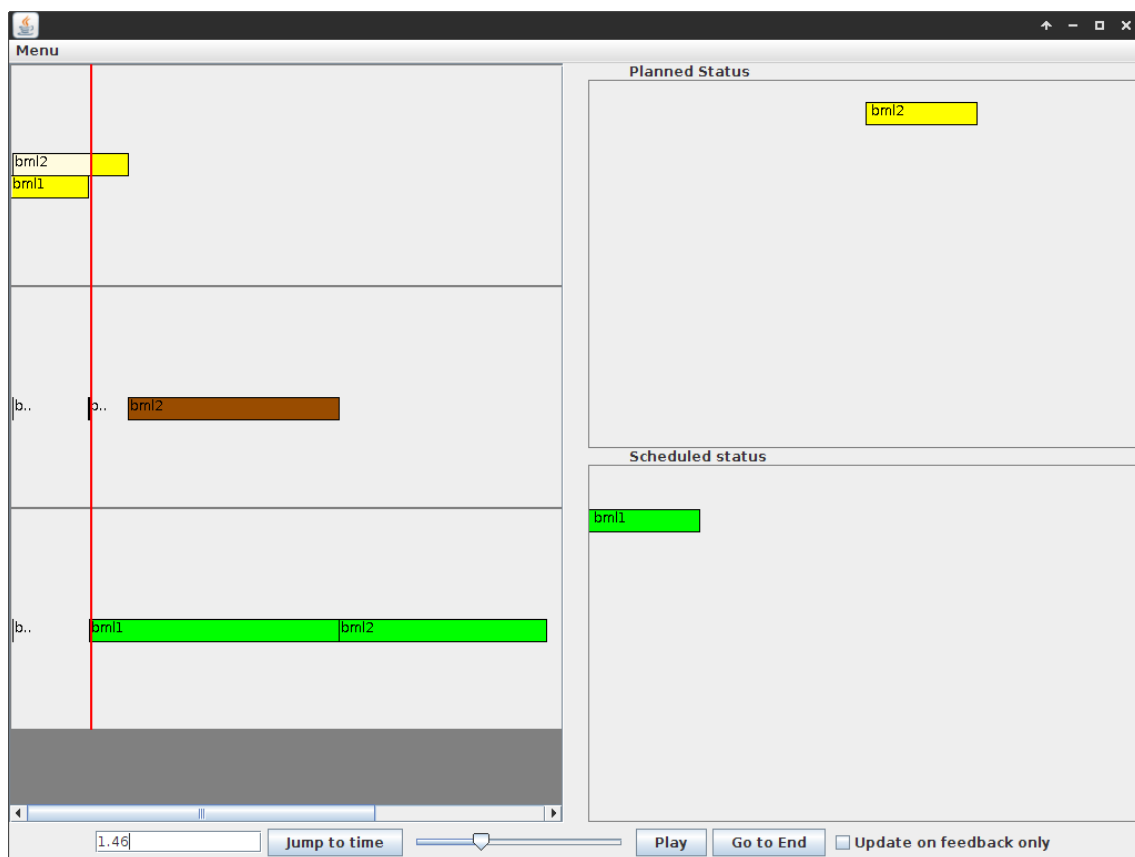 Menu
Planned Status
bml2
bml2
bml1
b..
b..
bml2
Scheduled status
bml1
b..
bml1
bml2
1.46
Jump to time
Play
Go to End
Update on feedback only